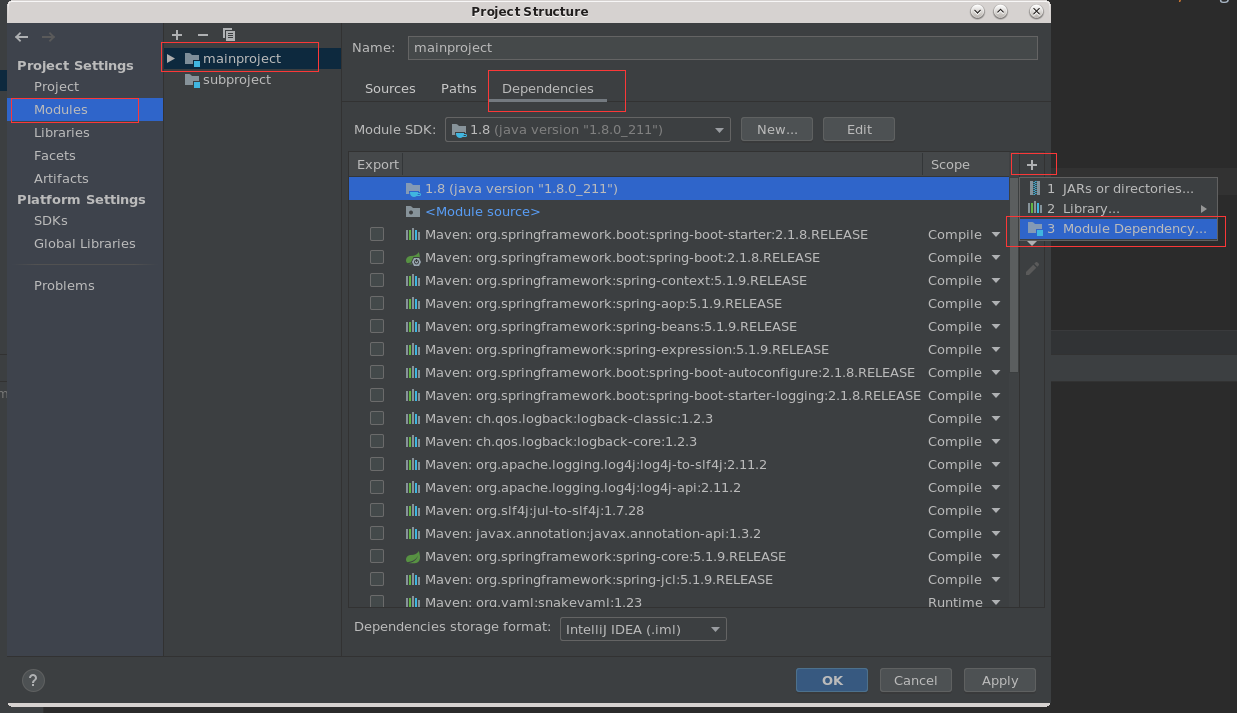 Project Structure
Project Settings
Project
Modules
Libraries
Facets
Artifacts
Platform Settings
SDKs
Global Libraries
Problems
mainproject
subproject
Name: mainproject
Sources Paths Dependencies
Module SDK: 1.8 (java version "1.8.0_211") New... Edit
Export Scope
1.8 (java version "1.8.0_211")
<Module source>
Maven: org.springframework.boot:spring-boot-starter:2.1.8.RELEASE Compile
Maven: org.springframework.boot:spring-boot:2.1.8.RELEASE Compile
Maven: org.springframework:spring-context:5.1.9.RELEASE Compile
Maven: org.springframework:spring-aop:5.1.9.RELEASE Compile
Maven: org.springframework:spring-beans:5.1.9.RELEASE Compile
Maven: org.springframework:spring-expression:5.1.9.RELEASE Compile
Maven: org.springframework.boot:spring-boot-autoconfigure:2.1.8.RELEASE Compile
Maven: org.springframework.boot:spring-boot-starter-logging:2.1.8.RELEASE Compile
Maven: ch.qos.logback:logback-classic:1.2.3 Compile
Maven: ch.qos.logback:logback-core:1.2.3 Compile
Maven: org.apache.logging.log4j:log4j-to-slf4j:2.11.2 Compile
Maven: org.apache.logging.log4j:log4j-api:2.11.2 Compile
Maven: org.slf4j:jul-to-slf4j:1.7.28 Compile
Maven: javax.annotation:javax.annotation-api:1.3.2 Compile
Maven: org.springframework:spring-core:5.1.9.RELEASE Compile
Maven: org.springframework:spring-jcl:5.1.9.RELEASE Compile
Maven: org.yaml:snakeyaml:1.23 Runtime
1 JARs or directories...
2 Library...
3 Module Dependency...
Dependencies storage format: IntelliJ IDEA (.iml)
? OK Cancel Apply